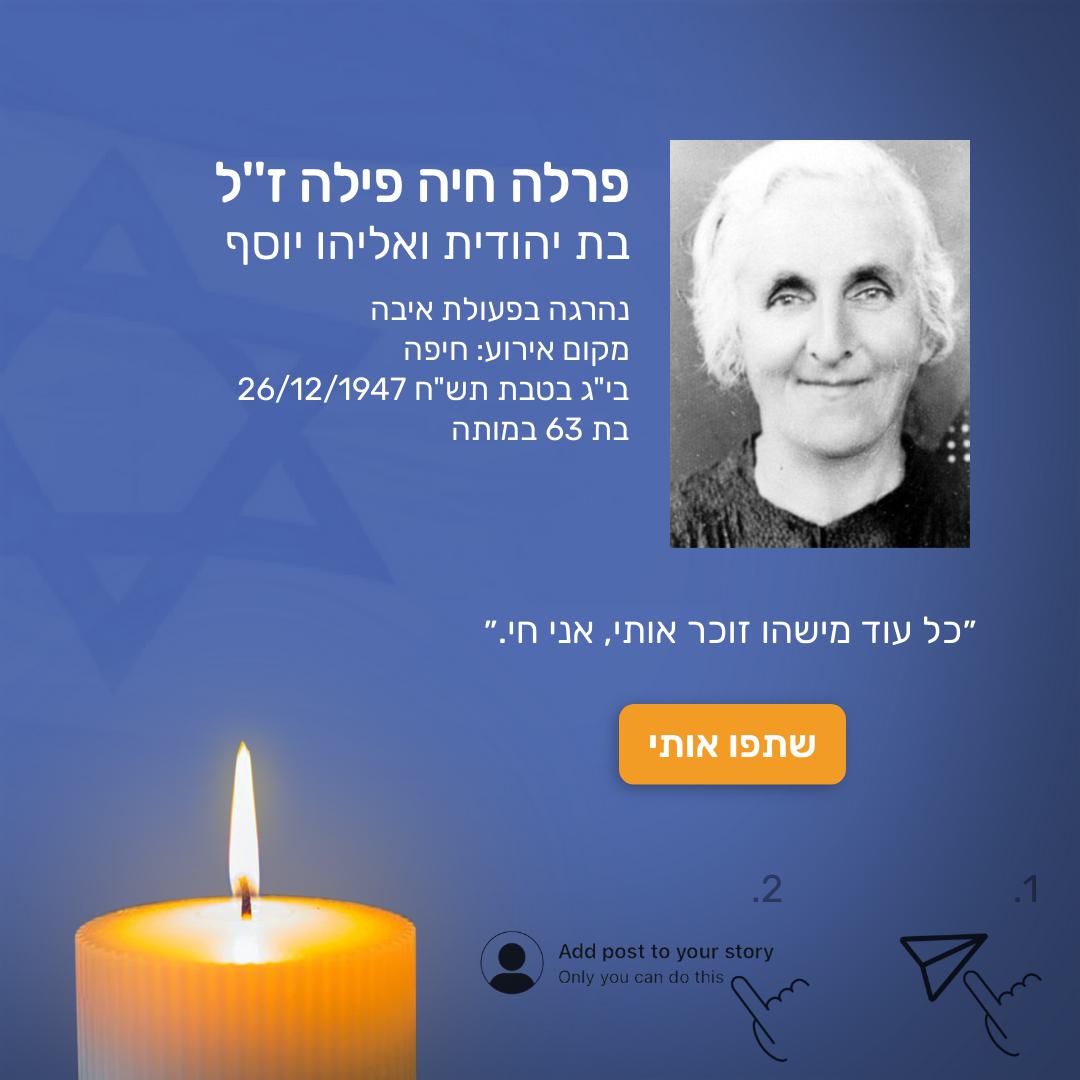 פרלה חיה פילה ז"ל
בת יהודית ואליהו יוסף
נהרגה בפעולת איבה
מקום אירוע: חיפה
בי"ג בטבת תש"ח 26/12/1947
בת 63 במותה
״כל עוד מישהו זוכר אותי, אני חי.״
שתפו אותי
1.
2.
Add post to your story
Only you can do this